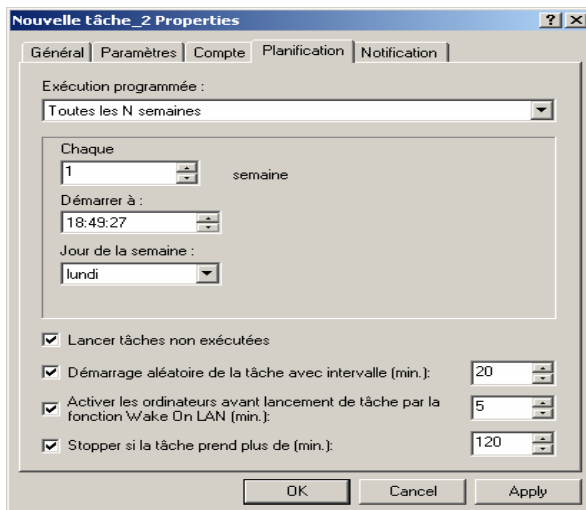 Nouvelle tâche_2 Properties
Général Paramètres Compte Planification Notification
Exécution programmée :
Toutes les N semaines
Chaque
1 semaine
Démarrer à :
18:49:27
Jour de la semaine :
lundi
Lancer tâches non exécutées
Démarrage aléatoire de la tâche avec intervalle (min.): 20
Activer les ordinateurs avant lancement de tâche par la
fonction Wake On LAN (min.): 5
Stopper si la tâche prend plus de (min.): 120
OK Cancel Apply